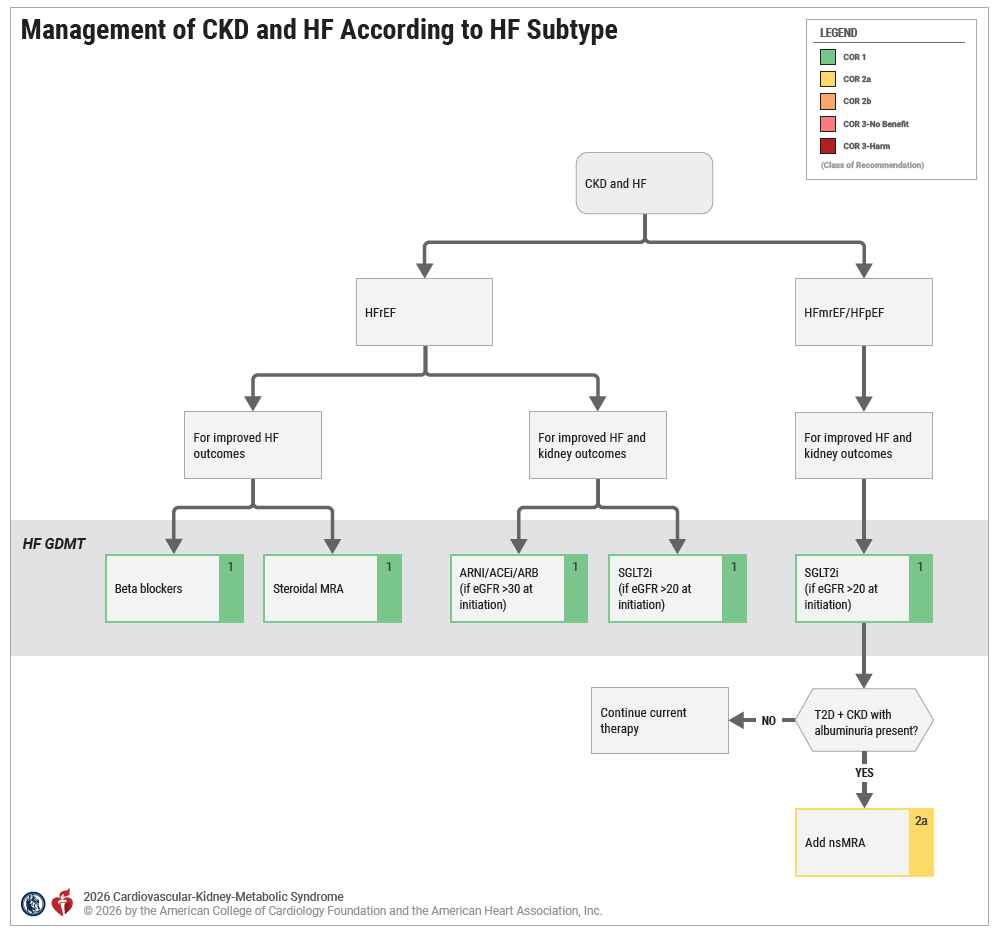 Management of CKD and HF According to HF Subtype
LEGEND
COR 1
COR 2a
COR 2b
COR 3-No Benefit
COR 3-Harm
(Class of Recommendation)
CKD and HF
HFrEF
HFmrEF/HFpEF
For improved HF
outcomes
For improved HF and
kidney outcomes
For improved HF and
kidney outcomes
HF GDMT
Beta blockers
1
Steroidal MRA
1
ARNI/ACEi/ARB
(if eGFR >30 at
initiation)
1
SGLT2i
(if eGFR >20 at
initiation)
1
SGLT2i
(if eGFR >20 at
initiation)
1
T2D + CKD with
albuminuria present?
NO
Continue current
therapy
YES
Add nsMRA
2a
2026 Cardiovascular-Kidney-Metabolic Syndrome
© 2026 by the American College of Cardiology Foundation and the American Heart Association, Inc.